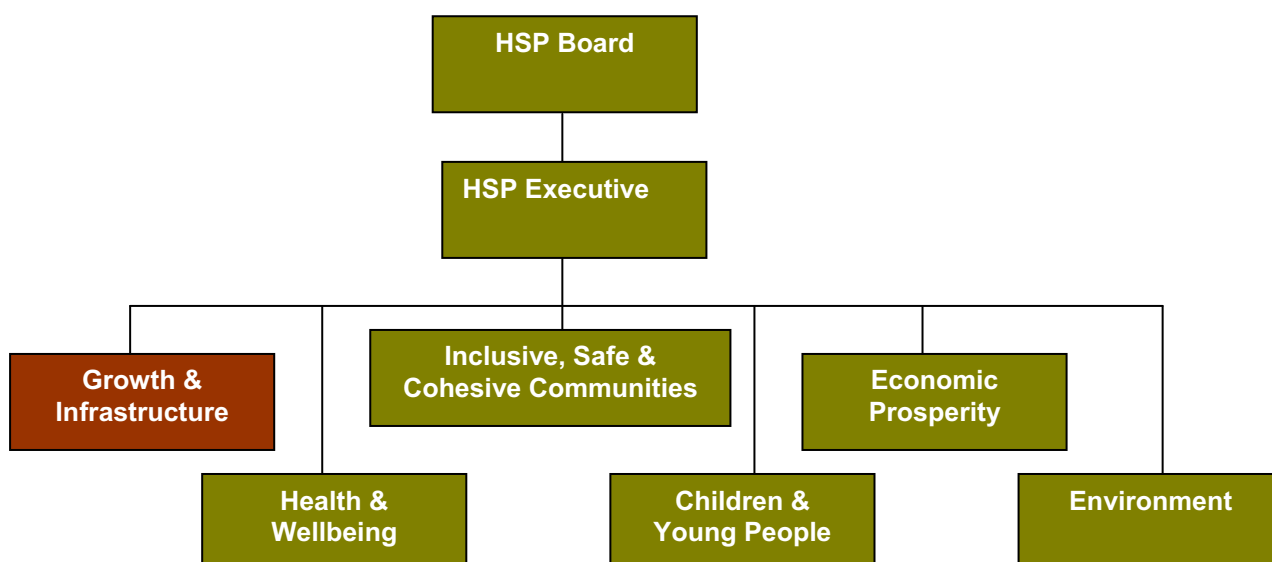 HSP Board
HSP Executive
Growth &
Infrastructure
Inclusive, Safe &
Cohesive Communities
Economic
Prosperity
Health &
Wellbeing
Children &
Young People
Environment